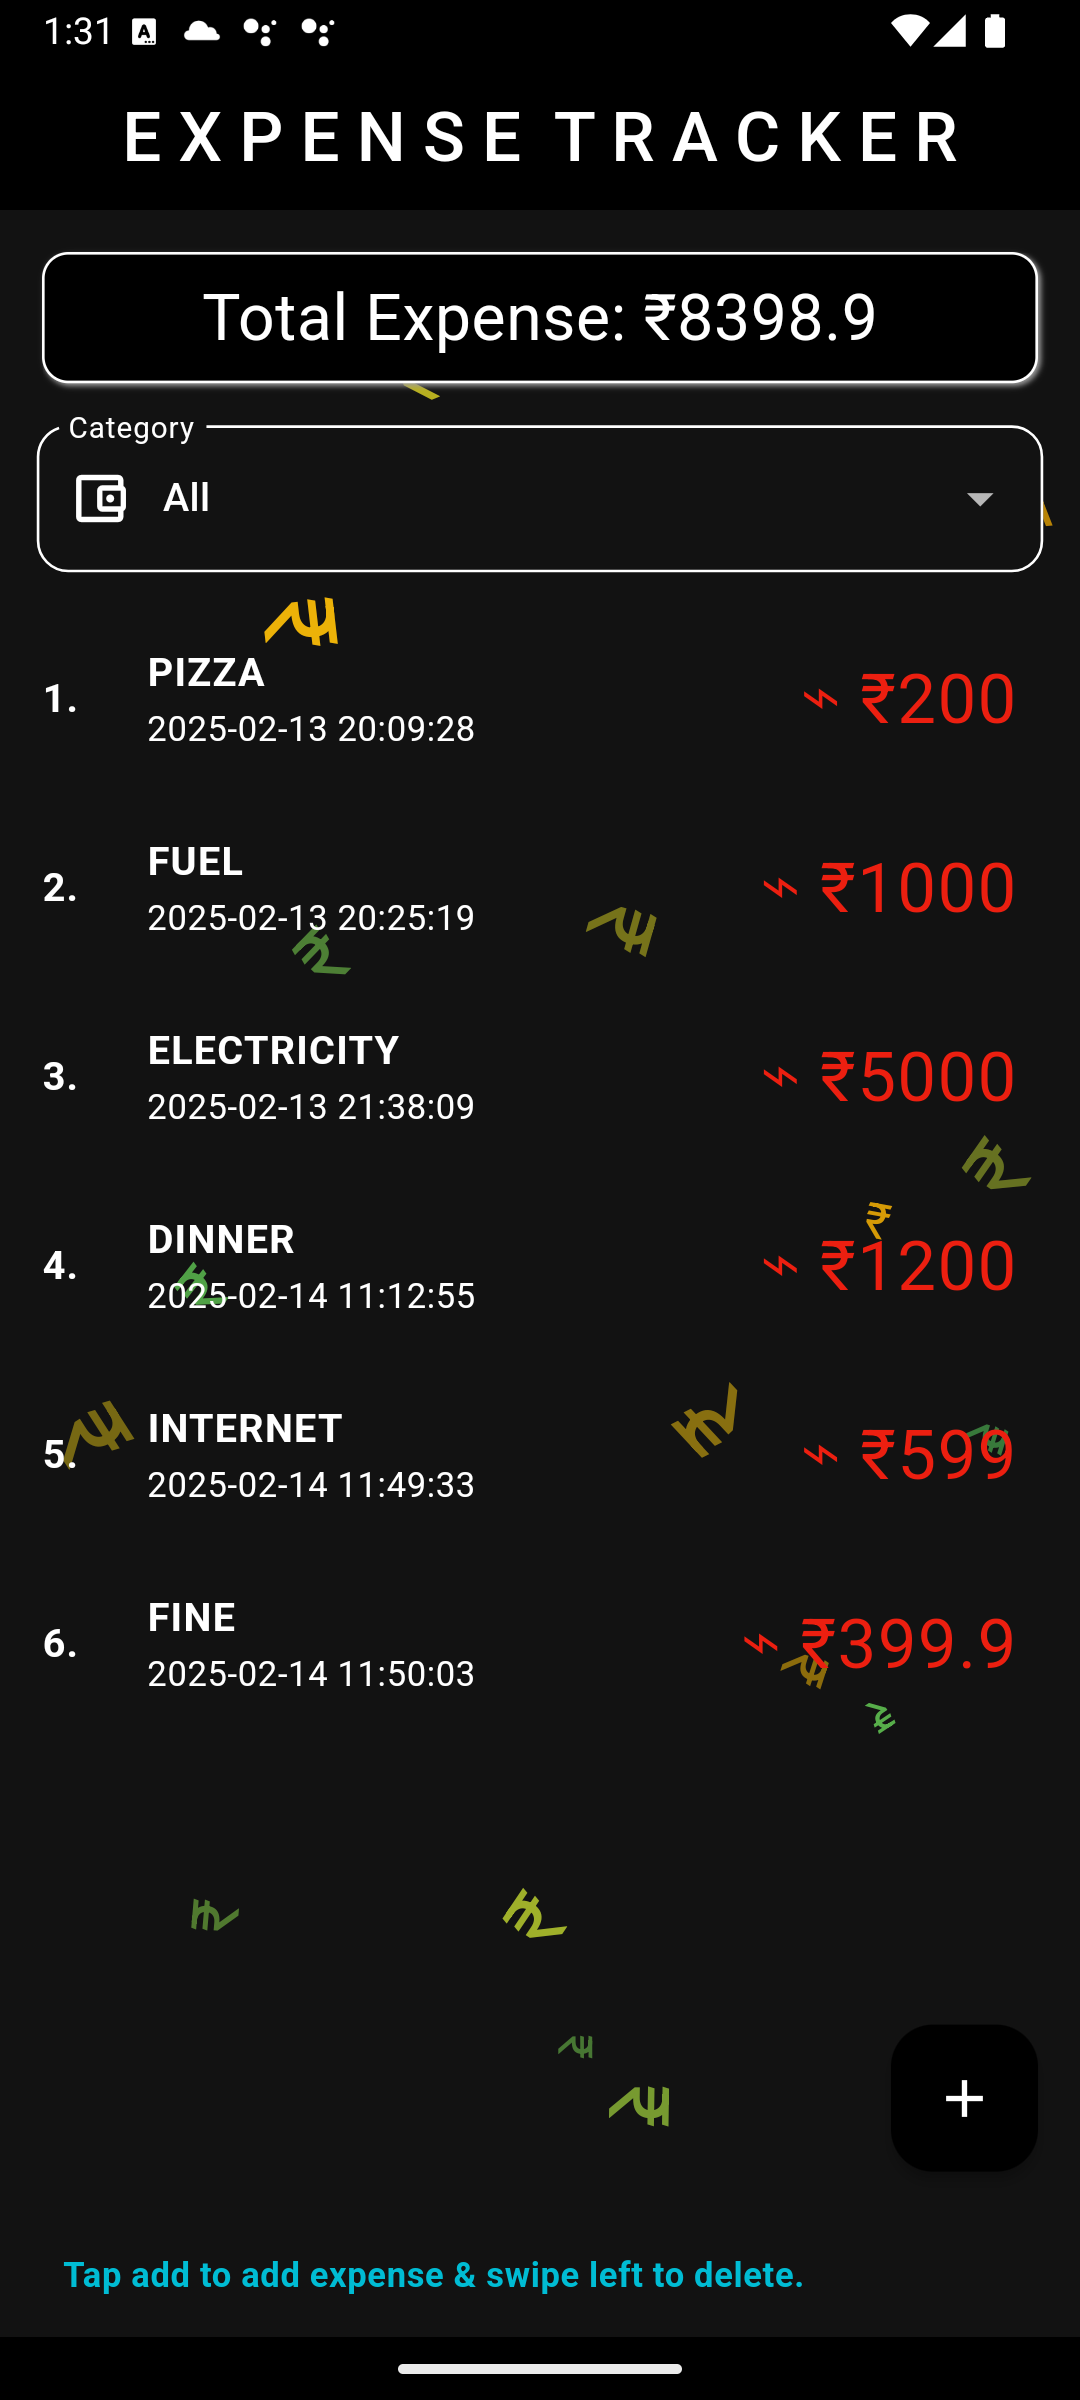 1:31
EXPENSE TRACKER
Total Expense: ₹8398.9
Category
All
1.
PIZZA
2025-02-13 20:09:28
₹200
2.
FUEL
2025-02-13 20:25:19
₹1000
3.
ELECTRICITY
2025-02-13 21:38:09
₹5000
4.
DINNER
2025-02-14 11:12:55
₹1200
5.
INTERNET
2025-02-14 11:49:33
₹599
6.
FINE
2025-02-14 11:50:03
₹399.9
+
Tap add to add expense & swipe left to delete.